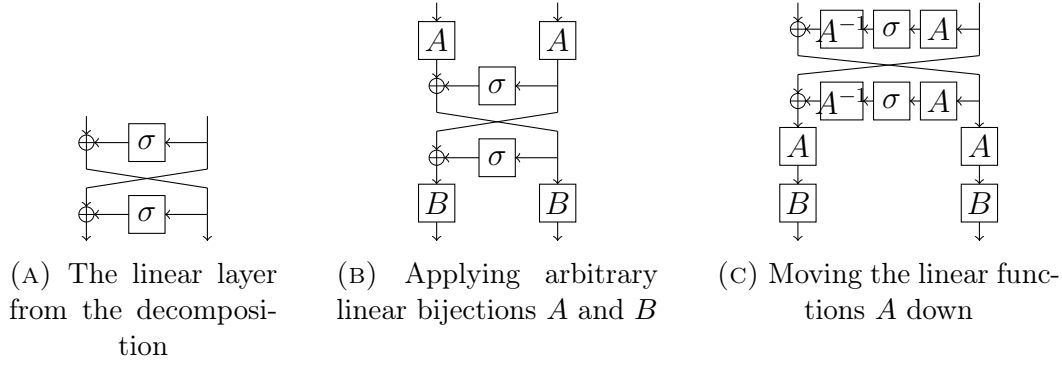 A A
σ
σ
B B
A⁻¹ σ A
A⁻¹ σ A
A A
B B
σ
σ
(A) The linear layer
from the decomposi-
tion
(B) Applying arbitrary
linear bijections A and B
(C) Moving the linear func-
tions A down